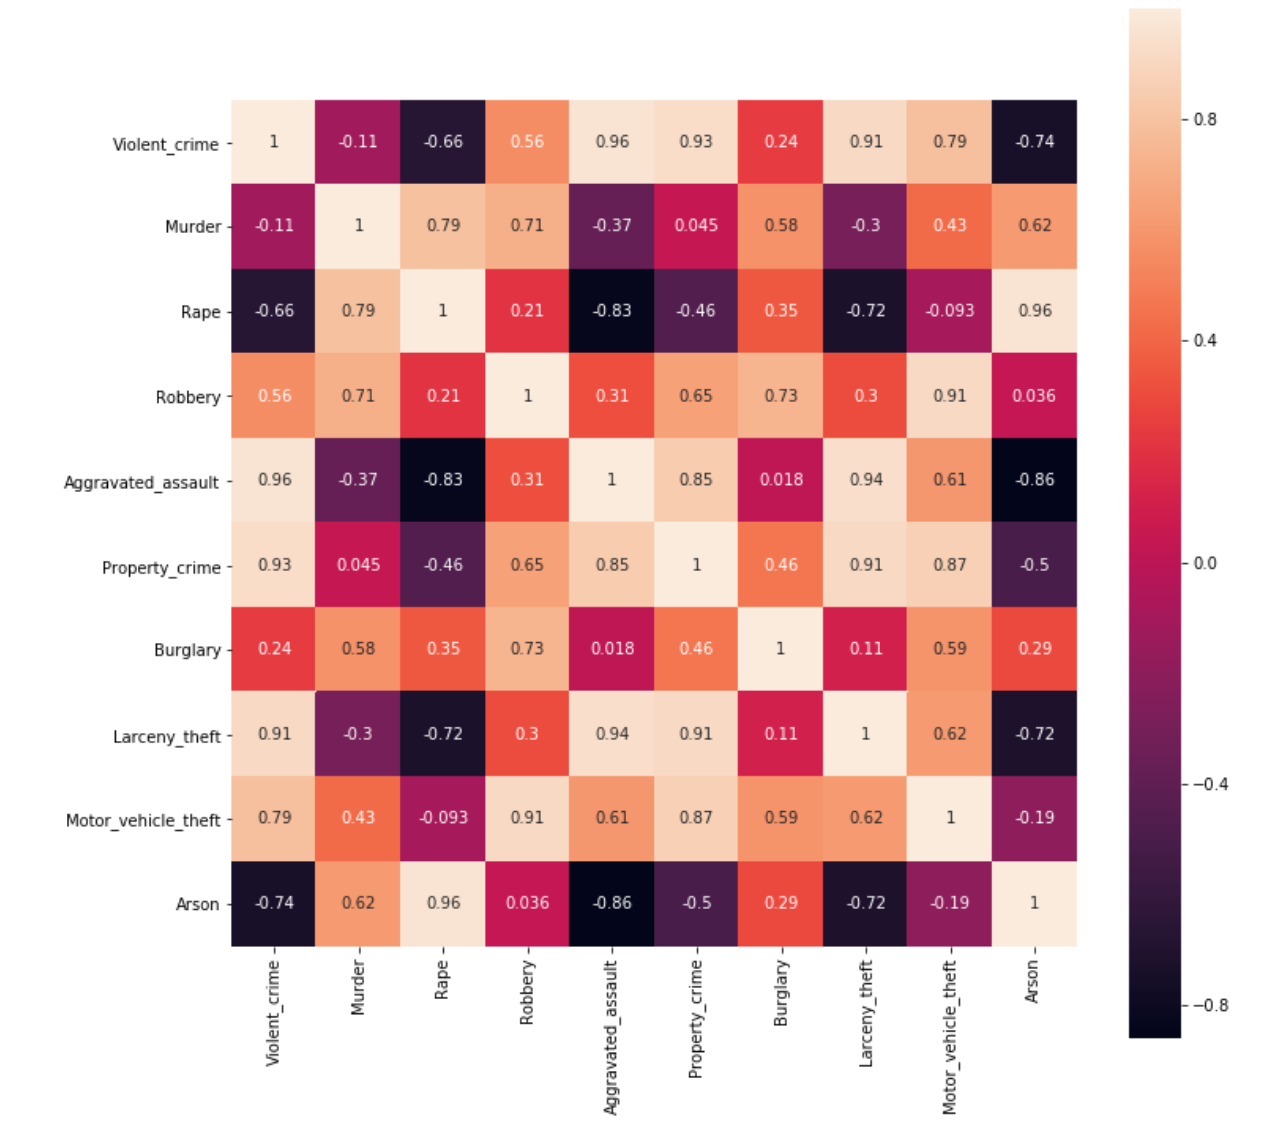 Violent_crime 1 -0.11 -0.66 0.56 0.96 0.93 0.24 0.91 0.79 -0.74
Murder -0.11 1 0.79 0.71 -0.37 0.045 0.58 -0.3 0.43 0.62
Rape -0.66 0.79 1 0.21 -0.83 -0.46 0.35 -0.72 -0.093 0.96
Robbery 0.56 0.71 0.21 1 0.31 0.65 0.73 0.3 0.91 0.036
Aggravated_assault 0.96 -0.37 -0.83 0.31 1 0.85 0.018 0.94 0.61 -0.86
Property_crime 0.93 0.045 -0.46 0.65 0.85 1 0.46 0.91 0.87 -0.5
Burglary 0.24 0.58 0.35 0.73 0.018 0.46 1 0.11 0.59 0.29
Larceny_theft 0.91 -0.3 -0.72 0.3 0.94 0.91 0.11 1 0.62 -0.72
Motor_vehicle_theft 0.79 0.43 -0.093 0.91 0.61 0.87 0.59 0.62 1 -0.19
Arson -0.74 0.62 0.96 0.036 -0.86 -0.5 0.29 -0.72 -0.19 1
Violent_crime
Murder
Rape
Robbery
Aggravated_assault
Property_crime
Burglary
Larceny_theft
Motor_vehicle_theft
Arson
0.8
0.4
0.0
−0.4
−0.8